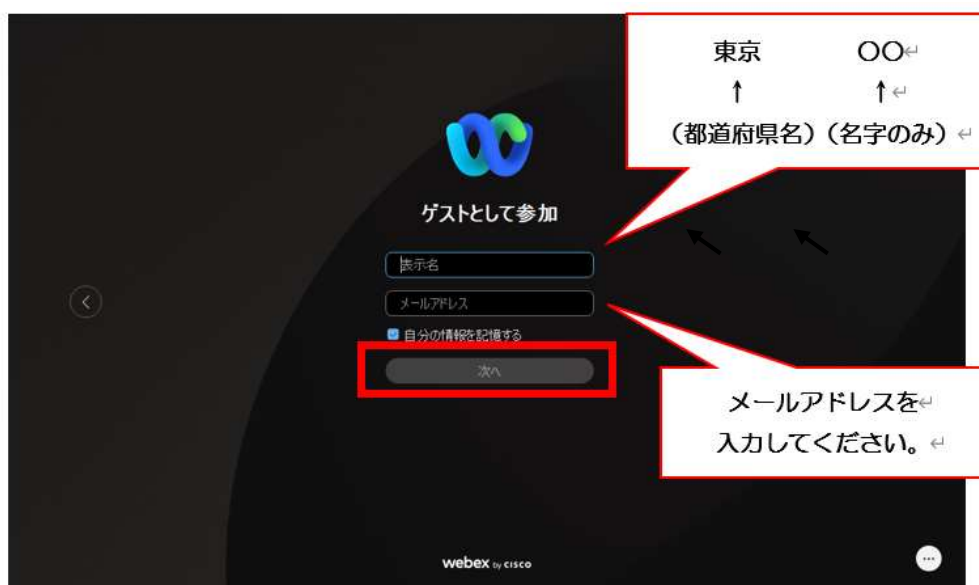 東京 〇〇
↑ ↑
（都道府県名）（名字のみ）
ゲストとして参加
表示名
メールアドレス
自分の情報を記憶する
次へ
メールアドレスを
入力してください。
webex by CISCO